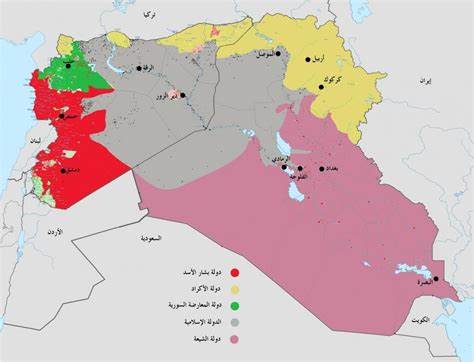 تركيا
حلب
الرقة
الموصل
أربيل
كركوك
إيران
دير الزور
حمص
لبنان
دمشق
الرمادي
الفلوجة
بغداد
الأردن
السعودية
البصرة
الكويت
دولة بشار الأسد
دولة الأكراد
دولة المعارضة السورية
الدولة الإسلامية
دولة الشيعة